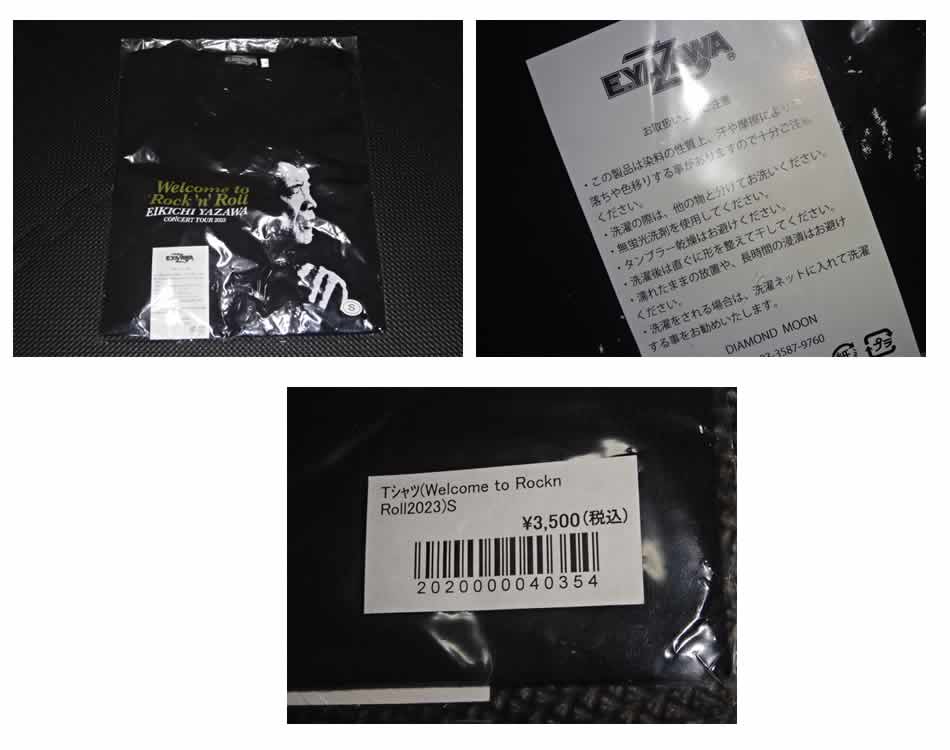 Welcome to
Rock 'n' Roll
EIKICHI YAZAWA
CONCERT TOUR 2023
E.YAZAWA
S
E.YAZAWA®
お取扱い 注意
・この製品は染料の性質上、汗や摩擦により
落ちや色移りする事がありますので十分ご注意
ください。
・洗濯の際は、他の物と分けてお洗いください。
・無蛍光洗剤を使用してください。
・タンブラー乾燥はお避けください。
・洗濯後は直ぐに形を整えて干してください。
・濡れたままの放置や、長時間の浸漬はお避け
ください。
・洗濯をされる場合は、洗濯ネットに入れて洗濯
する事をお勧めいたします。
DIAMOND MOON
3587-9760
プラ
Tシャツ(Welcome to Rockn
Roll2023)S
¥3,500(税込)
2020000040354